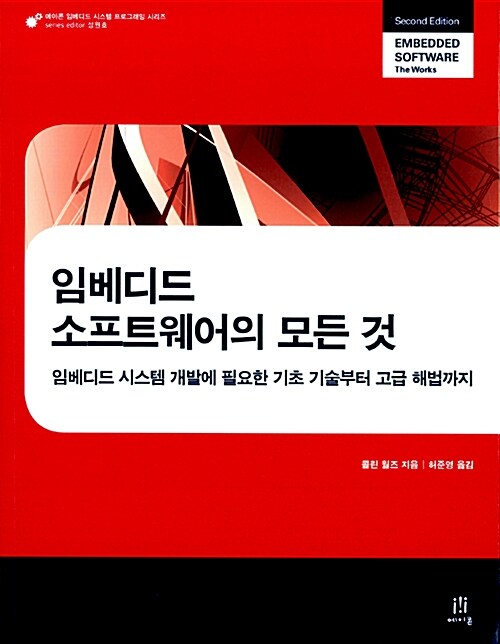 에이콘 임베디드 시스템 프로그래밍 시리즈
series editor 성원호
Second Edition
EMBEDDED
SOFTWARE
The Works
임베디드
소프트웨어의 모든 것
임베디드 시스템 개발에 필요한 기초 기술부터 고급 해법까지
콜린 월즈 지음 | 허준영 옮김
에이콘